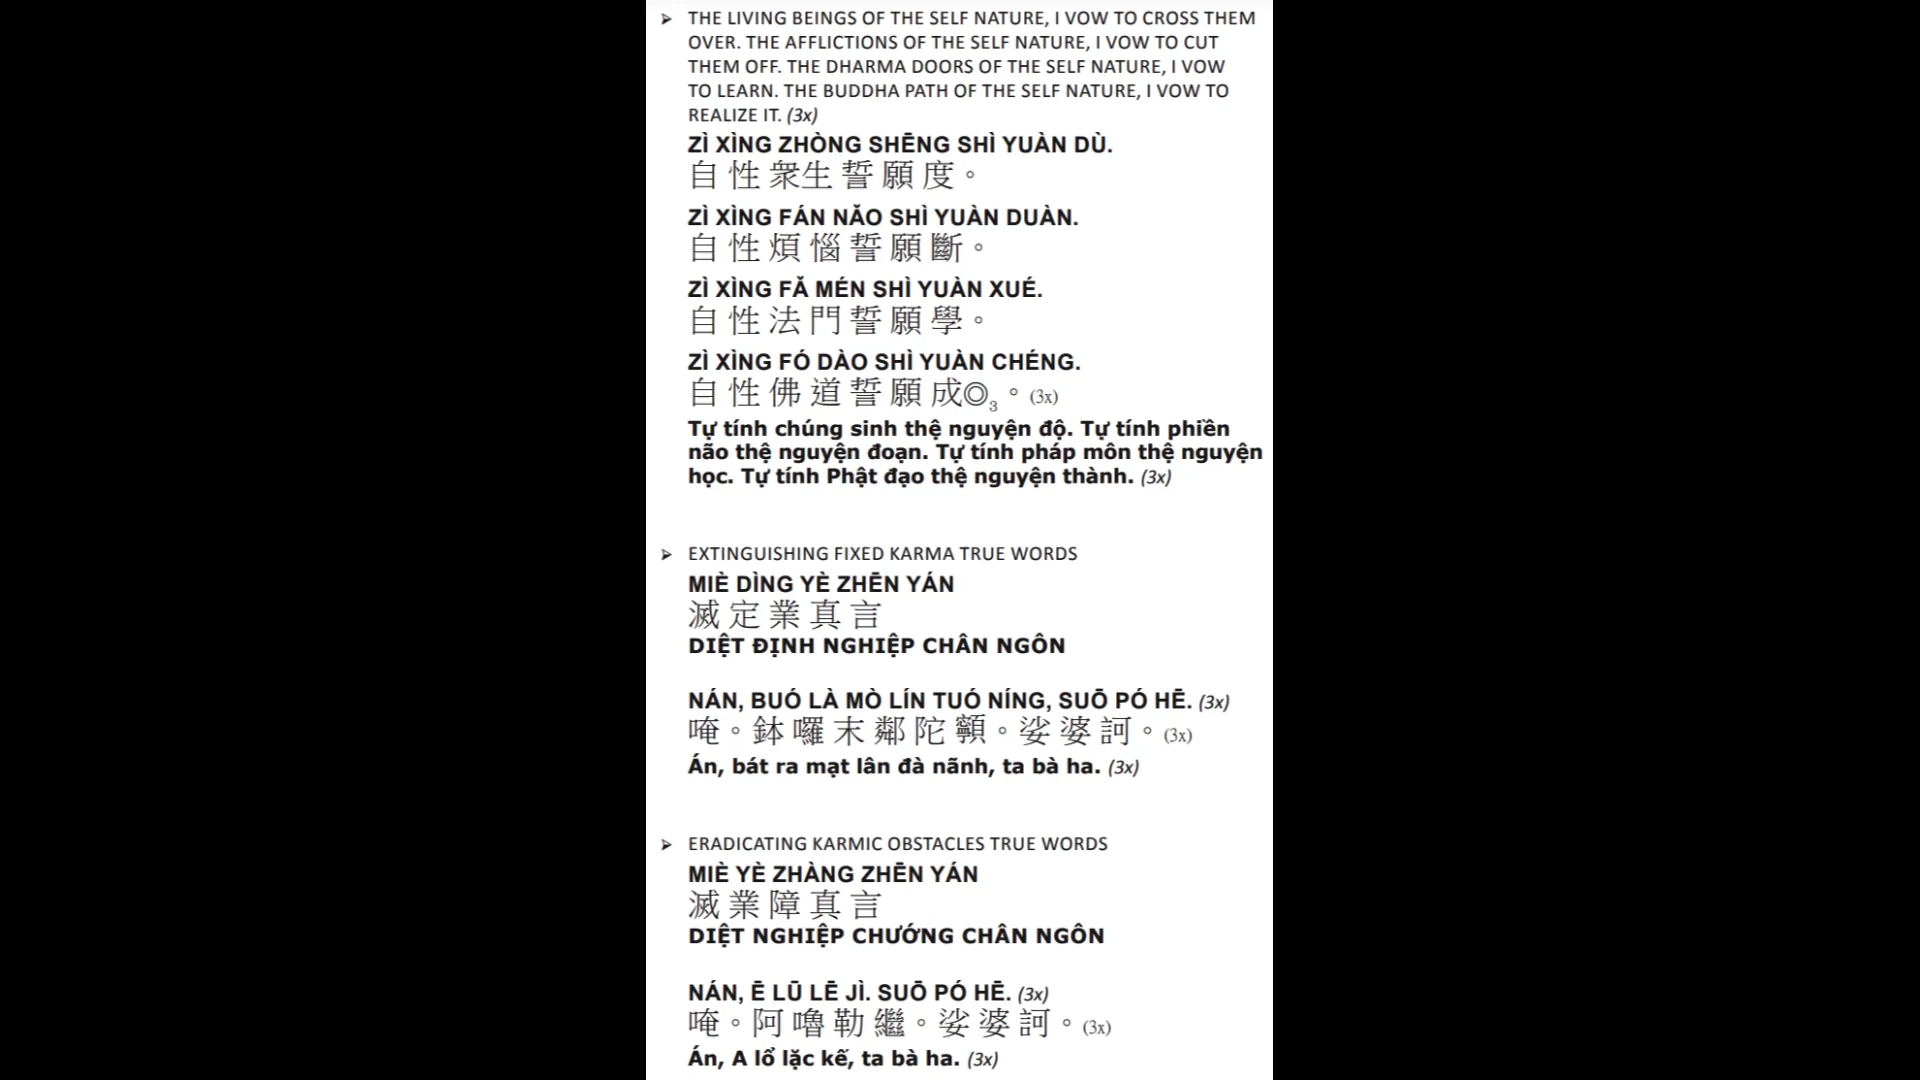 ➢ THE LIVING BEINGS OF THE SELF NATURE, I VOW TO CROSS THEM
OVER. THE AFFLICTIONS OF THE SELF NATURE, I VOW TO CUT
THEM OFF. THE DHARMA DOORS OF THE SELF NATURE, I VOW
TO LEARN. THE BUDDHA PATH OF THE SELF NATURE, I VOW TO
REALIZE IT. (3x)
ZÌ XÌNG ZHÒNG SHĒNG SHÌ YUÀN DÙ.
自性衆生誓願度。
ZÌ XÌNG FÁN NǍO SHÌ YUÀN DUÀN.
自性煩惱誓願斷。
ZÌ XÌNG FǍ MÉN SHÌ YUÀN XUÉ.
自性法門誓願學。
ZÌ XÌNG FÓ DÀO SHÌ YUÀN CHÉNG.
自性佛道誓願成◎3。(3x)
Tự tính chúng sinh thệ nguyện độ. Tự tính phiền
não thệ nguyện đoạn. Tự tính pháp môn thệ nguyện
học. Tự tính Phật đạo thệ nguyện thành. (3x)
➢ EXTINGUISHING FIXED KARMA TRUE WORDS
MIÈ DÌNG YÈ ZHĒN YÁN
滅定業真言
DIỆT ĐỊNH NGHIỆP CHÂN NGÔN
NÁN, BUÓ LÀ MÒ LÍN TUÓ NÍNG, SUŌ PÓ HĒ. (3x)
唵。鉢囉末鄰陀。娑婆訶。(3x)
Án, bát ra mạt lân đà nãnh, ta bà ha. (3x)
➢ ERADICATING KARMIC OBSTACLES TRUE WORDS
MIÈ YÈ ZHÀNG ZHĒN YÁN
滅業障真言
DIỆT NGHIỆP CHƯỚNG CHÂN NGÔN
NÁN, Ē LŪ LĒ JÌ. SUŌ PÓ HĒ. (3x)
唵。阿嚕勒繼。娑婆訶。(3x)
Án, A lổ lặc kế, ta bà ha. (3x)